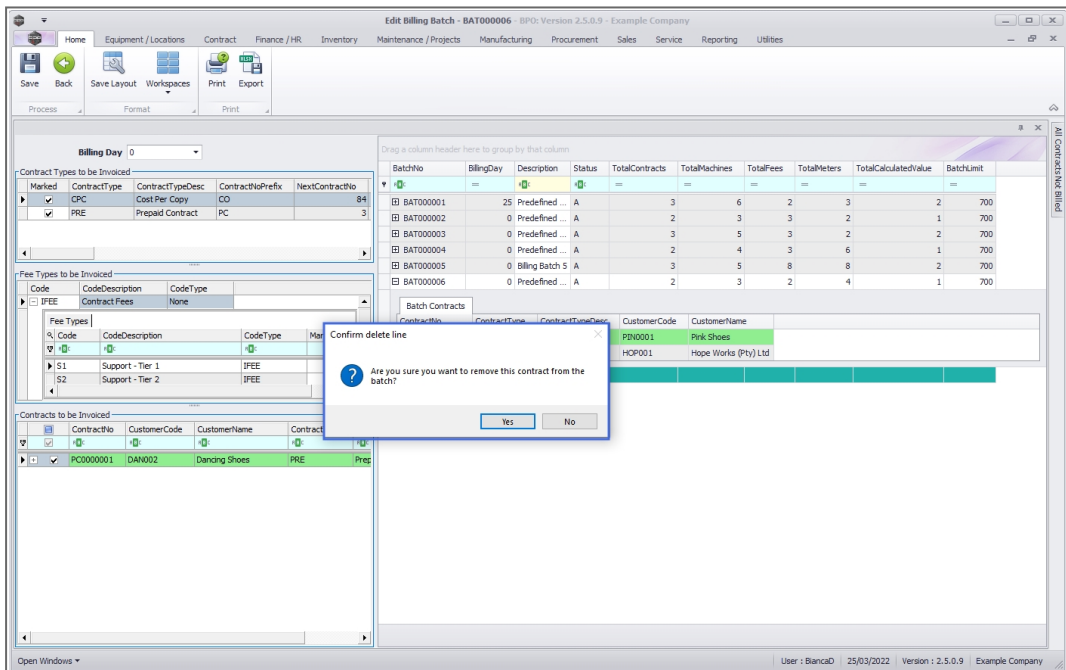 Edit Billing Batch - BAT000006 - BPO: Version 2.5.0.9 - Example Company
Home Equipment / Locations Contract Finance / HR Inventory Maintenance / Projects Manufacturing Procurement Sales Service Reporting Utilities
Save Back Save Layout Workspaces Print Export
Process Format Print
All Contracts Not Billed
Billing Day 0
Contract Types to be Invoiced
Marked ContractType ContractTypeDesc ContractNoPrefix NextContractNo
CPC Cost Per Copy CO 84
PRE Prepaid Contract PC 3
Fee Types to be Invoiced
Code CodeDescription CodeType
IFEE Contract Fees None
Fee Types
Code CodeDescription CodeType Mar
S1 Support - Tier 1 IFEE
S2 Support - Tier 2 IFEE
Contracts to be Invoiced
ContractNo CustomerCode CustomerName Contract
PC0000001 DAN002 Dancing Shoes PRE Prep
Drag a column header here to group by that column
BatchNo BillingDay Description Status TotalContracts TotalMachines TotalFees TotalMeters TotalCalculatedValue BatchLimit
= = = = = = =
BAT000001 25 Predefined ... A 3 6 2 3 2 700
BAT000002 0 Predefined ... A 2 3 3 2 1 700
BAT000003 0 Predefined ... A 3 5 3 2 2 700
BAT000004 0 Predefined ... A 2 4 3 6 1 700
BAT000005 0 Billing Batch 5 A 3 5 8 8 2 700
BAT000006 0 Predefined ... A 2 3 2 4 1 700
Batch Contracts
ContractNo ContractType ContractTypeDesc CustomerCode CustomerName
PIN0001 Pink Shoes
HOP001 Hope Works (Pty) Ltd
Confirm delete line
Are you sure you want to remove this contract from the
batch?
Yes No
Open Windows
User : BiancaD 25/03/2022 Version : 2.5.0.9 Example Company